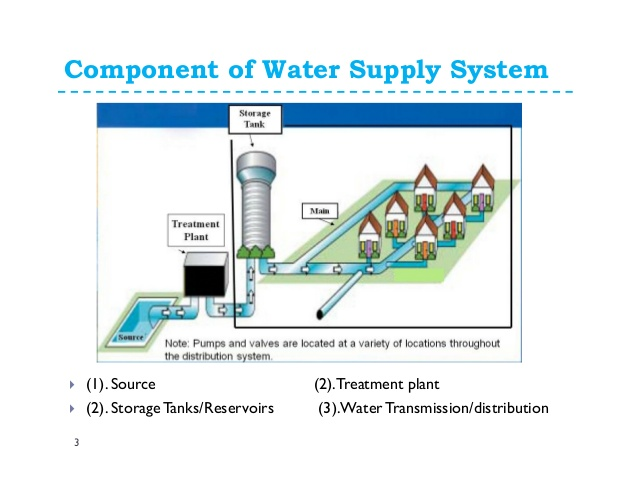 Component of Water Supply System
Storage
Tank
Main
Treatment
Plant
Source
Note: Pumps and valves are located at a variety of locations throughout
the distribution system.
(1). Source (2).Treatment plant
(2). Storage Tanks/Reservoirs (3).Water Transmission/distribution
3